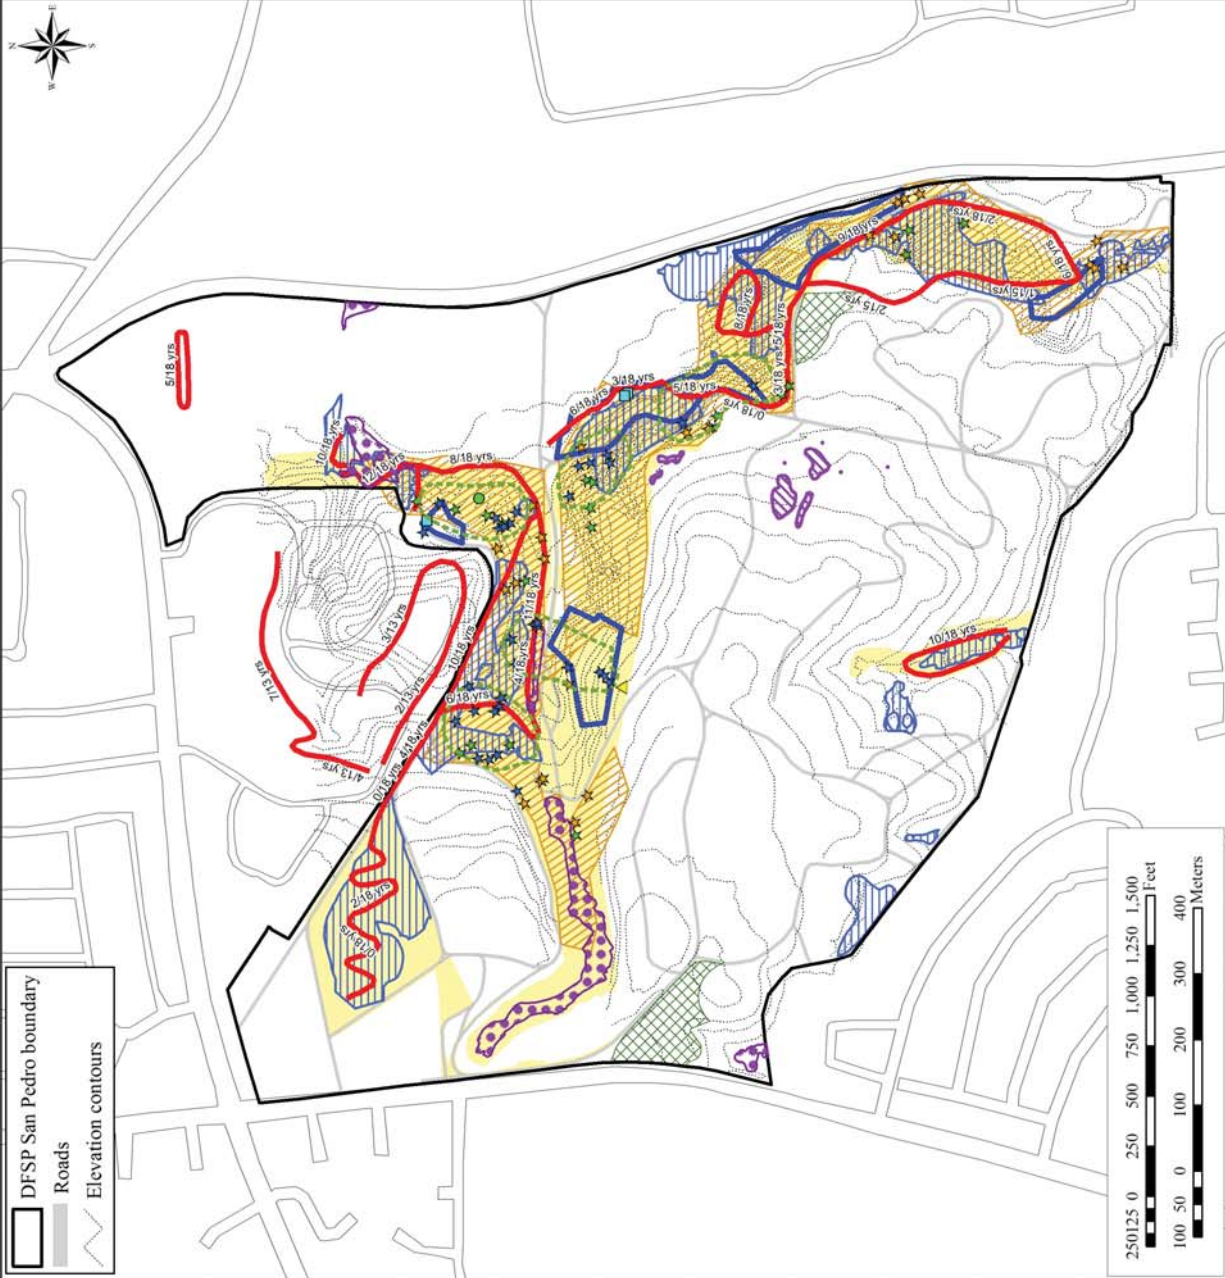 N
E
S
W
5/18 yrs
10/18 yrs
12/18 yrs
8/18 yrs
6/18 yrs
3/18 yrs
5/18 yrs
0/18 yrs
3/18 yrs
5/18 yrs
8/18 yrs
9/18 yrs
2/18 yrs
6/18 yrs
1/15 yrs
2/15 yrs
7/13 yrs
3/13 yrs
2/13 yrs
4/13 yrs
10/18 yrs
4/18 yrs
0/18 yrs
6/18 yrs
4/18 yrs
11/18 yrs
2/18 yrs
0/18 yrs
10/18 yrs
DFSP San Pedro boundary
Roads
Elevation contours
250125 0 250 500 750 1,000 1,250 1,500
Feet
100 50 0 100 200 300 400
Meters